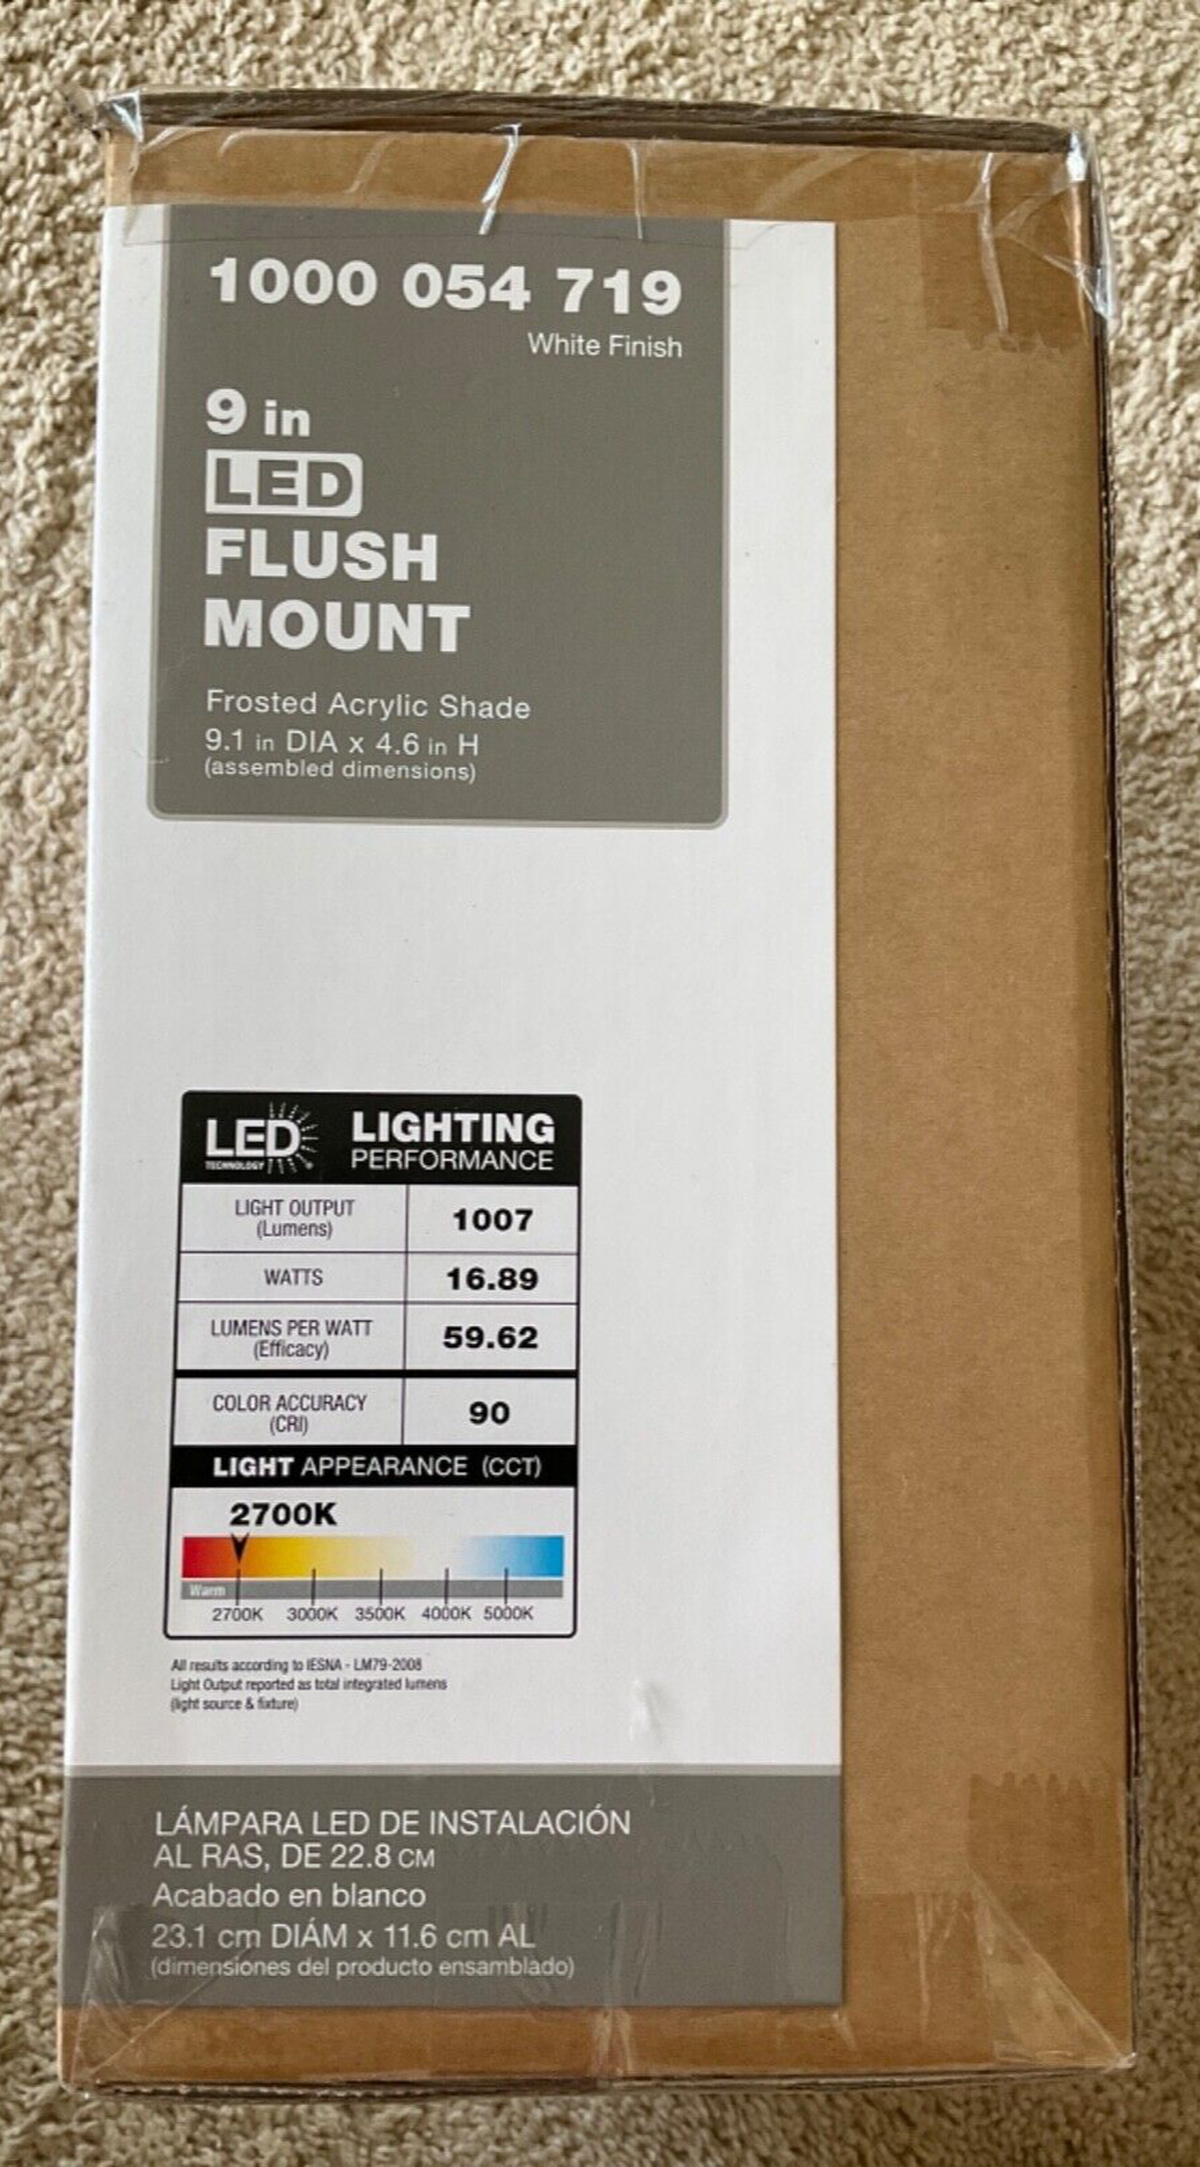 1000 054 719
White Finish
9 in
LED
FLUSH
MOUNT
Frosted Acrylic Shade
9.1 in DIA x 4.6 in H
(assembled dimensions)
LED LIGHTING
TECHNOLOGY PERFORMANCE
LIGHT OUTPUT
(Lumens)
1007
WATTS
16.89
LUMENS PER WATT
(Efficacy)
59.62
COLOR ACCURACY
(CRI)
90
LIGHT APPEARANCE (CCT)
2700K
Warm
2700K 3000K 3500K 4000K 5000K
All results according to IESNA - LM79-2008
Light Output reported as total integrated lumens
(light source & fixture)
LÁMPARA LED DE INSTALACIÓN
AL RAS, DE 22.8 CM
Acabado en blanco
23.1 cm DIÁM x 11.6 cm AL
(dimensiones del producto ensamblado)